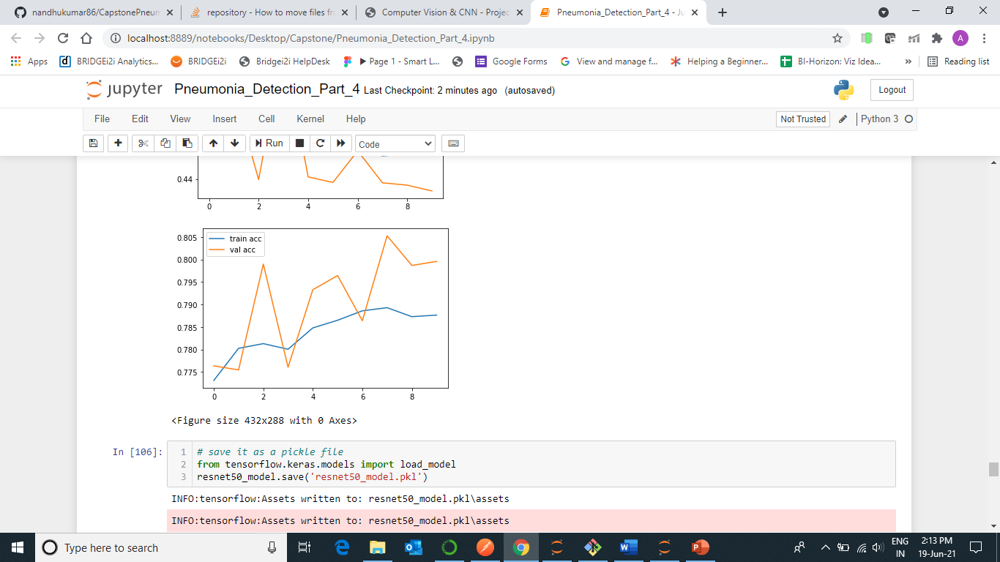 nandhukumar86/CapstonePneum
repository - How to move files fr
Computer Vision & CNN - Projec
Pneumonia_Detection_Part_4 - Ju
localhost:8889/notebooks/Desktop/Capstone/Pneumonia_Detection_Part_4.ipynb
A
Apps
BRIDGEi2i Analytics...
BRIDGEi2i
Bridgei2i HelpDesk
Page 1 - Smart L...
Google Forms
View and manage f...
Helping a Beginner...
BI-Horizon: Viz Idea...
»
Reading list
jupyter
Pneumonia_Detection_Part_4
Last Checkpoint: 2 minutes ago
(autosaved)
Logout
File
Edit
View
Insert
Cell
Kernel
Help
Not Trusted
Python 3
Run
Code
0.44
0 2 4 6 8
0.805
train acc
val acc
0.800
0.795
0.790
0.785
0.780
0.775
0 2 4 6 8
<Figure size 432x288 with 0 Axes>
In [106]:
1 # save it as a pickle file
2 from tensorflow.keras.models import load_model
3 resnet50_model.save('resnet50_model.pkl')
INFO:tensorflow:Assets written to: resnet50_model.pkl\assets
INFO:tensorflow:Assets written to: resnet50_model.pkl\assets
Type here to search
ENG
IN
2:13 PM
19-Jun-21